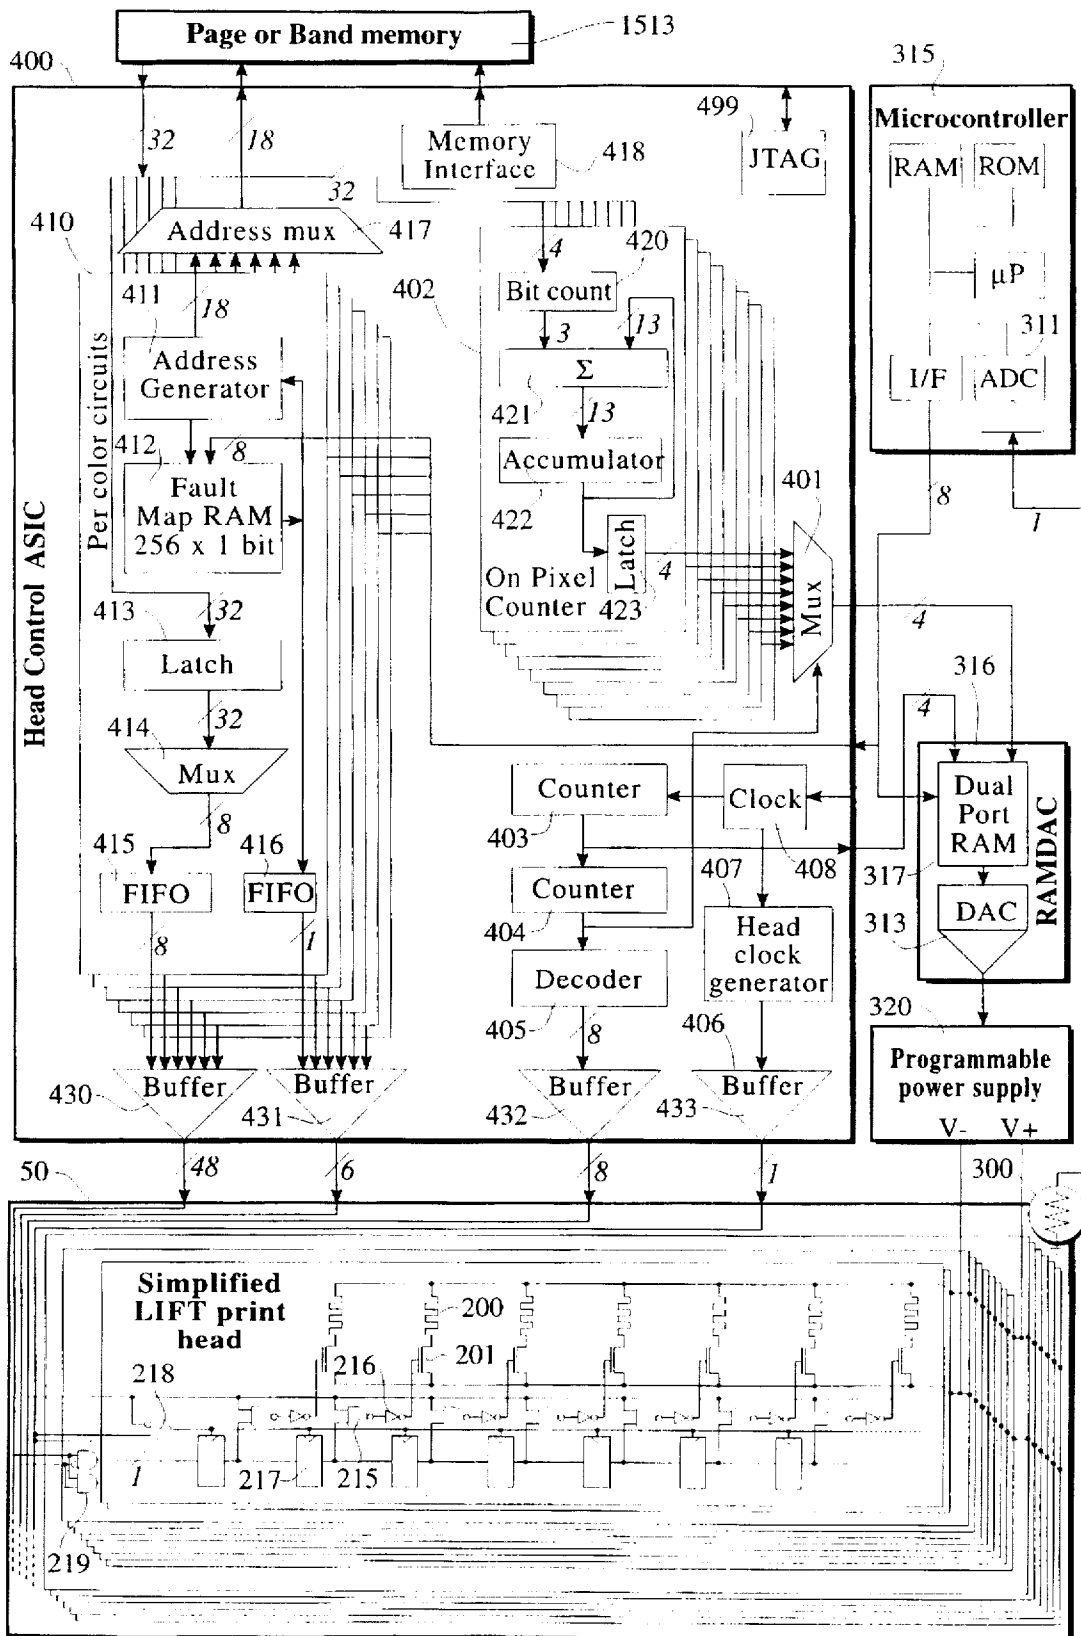 Page or Band memory
1513
400
315
32
18
499
Memory
Interface
418
JTAG
Microcontroller
RAM
ROM
32
410
Address mux
417
4
420
411
18
402
Bit count
μP
3
13
311
Per color circuits
Address
Generator
Σ
I/F
ADC
421
13
412
8
Accumulator
401
8
Fault
Map RAM
256 x 1 bit
422
1
Latch
4
On Pixel
Counter
423
Mux
413
32
4
Head Control ASIC
Latch
316
32
4
414
Mux
Counter
Clock
Dual
Port
RAM
8
403
408
407
317
RAMDAC
415
416
FIFO
FIFO
Counter
DAC
404
Head
clock
generator
313
8
1
Decoder
405
8
406
320
Buffer
Buffer
Buffer
Buffer
Programmable
power supply
430
431
432
433
V-
V+
50
48
6
8
1
300
Simplified
LIFT print
head
200
201
216
218
1
217
215
219